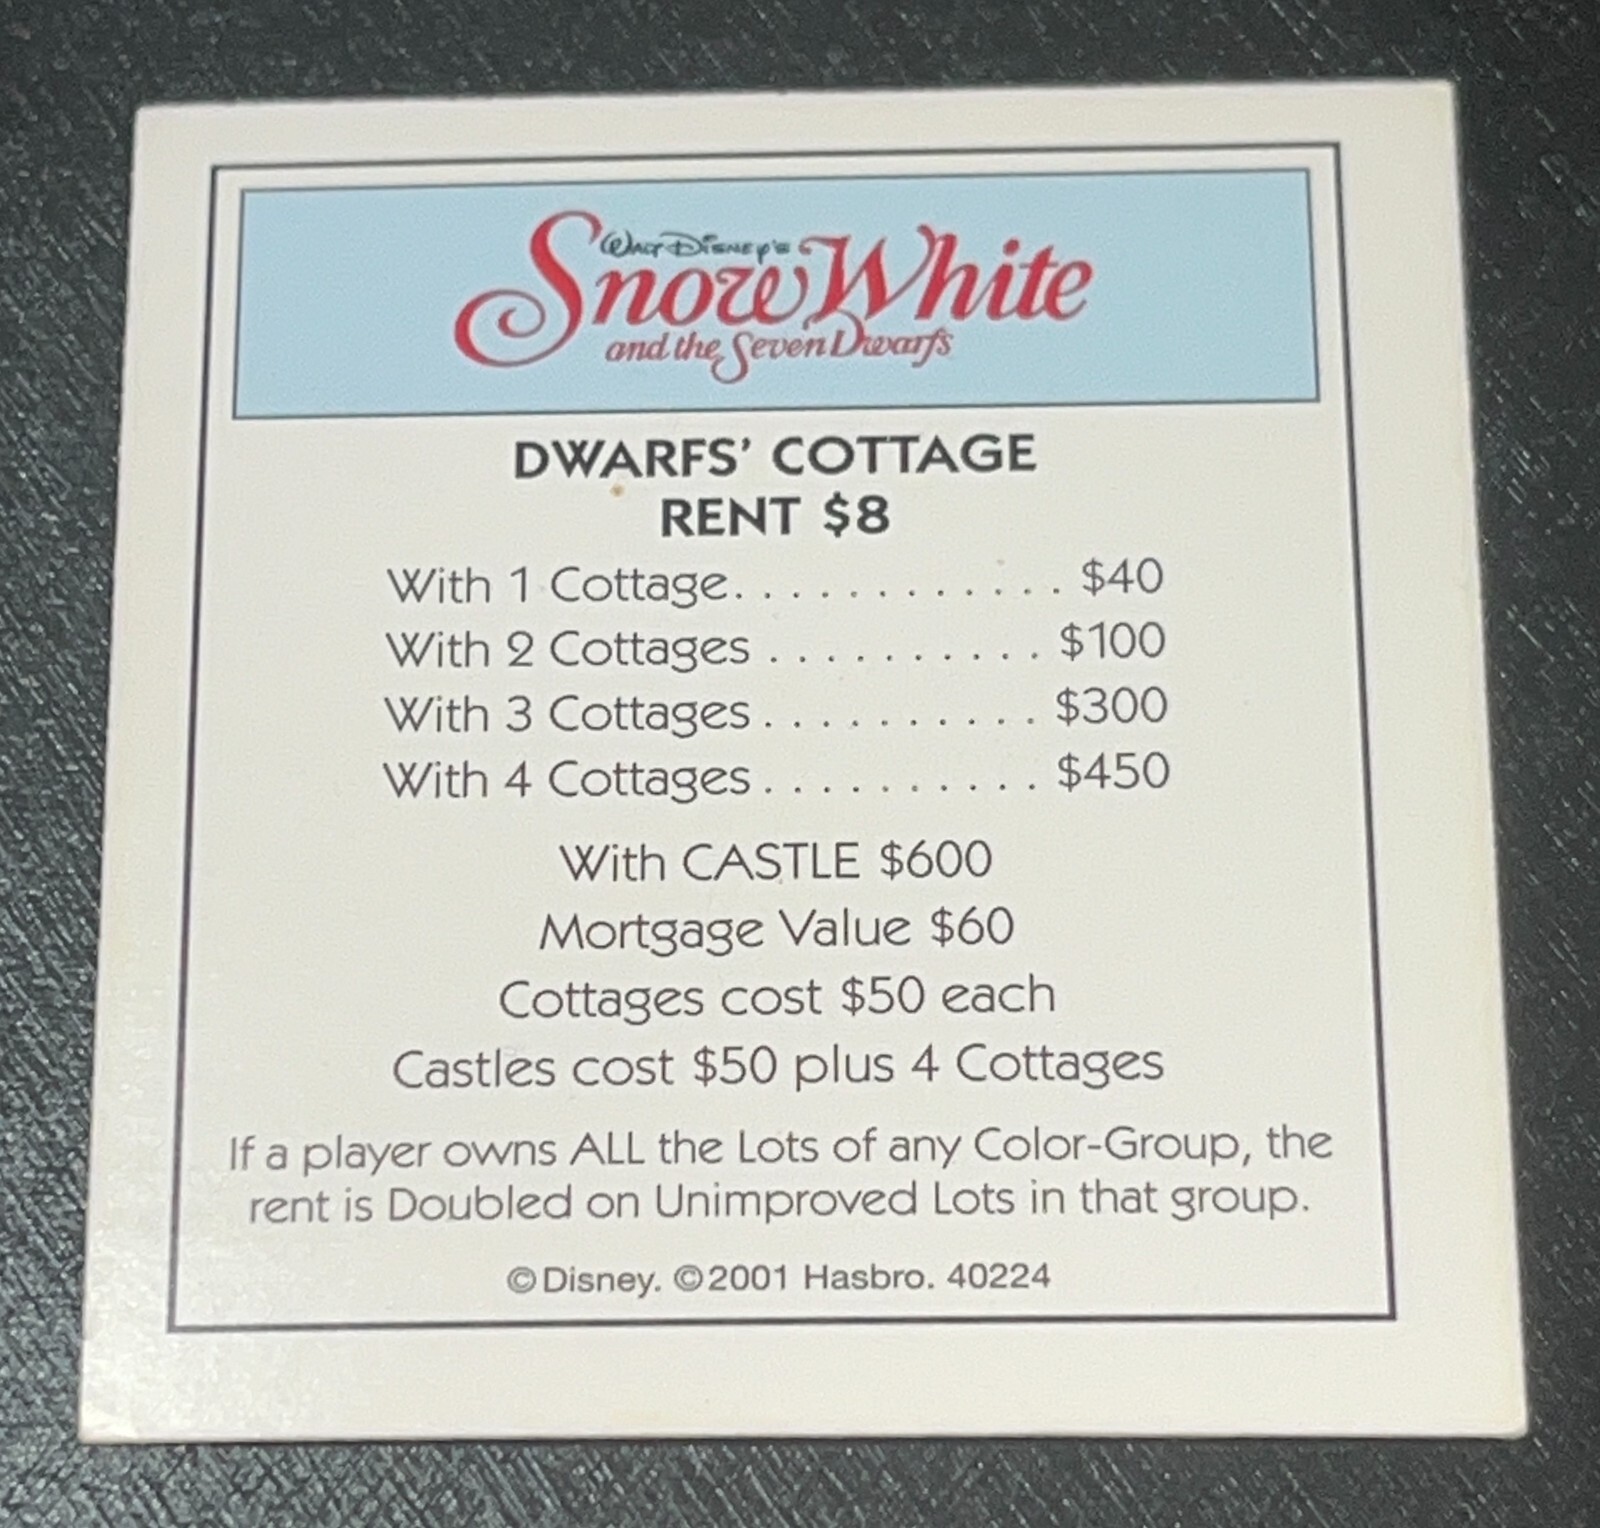 Walt Disney's
Snow White
and the Seven Dwarfs
DWARFS' COTTAGE
RENT $8
With 1 Cottage. . . . . . . . . . . . $40
With 2 Cottages . . . . . . . . . . $100
With 3 Cottages . . . . . . . . . . $300
With 4 Cottages . . . . . . . . . . $450
With CASTLE $600
Mortgage Value $60
Cottages cost $50 each
Castles cost $50 plus 4 Cottages
If a player owns ALL the Lots of any Color-Group, the
rent is Doubled on Unimproved Lots in that group.
©Disney. ©2001 Hasbro. 40224